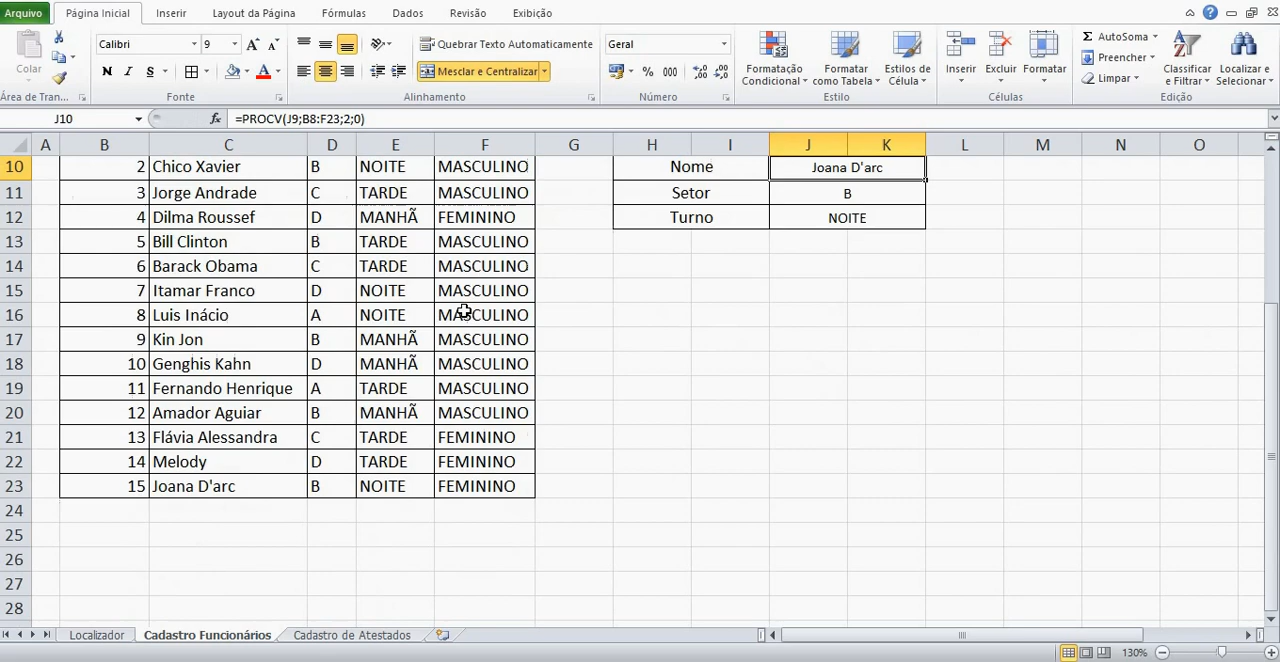 Arquivo Página Inicial Inserir Layout da Página Fórmulas Dados Revisão Exibição
Calibri 9 Quebrar Texto Automaticamente Geral AutoSoma
Colar N I S Mesclar e Centralizar % 000 Formatação Condicional Formatar como Tabela Estilos de Célula Inserir Excluir Formatar Preencher Limpar Classificar e Filtrar Localizar e Selecionar
Área de Tran... Fonte Alinhamento Número Estilo Células Edição
J10 fx =PROCV(J9;B8:F23;2;0)
A B C D E F G H I J K L M N O
10 2 Chico Xavier B NOITE MASCULINO Nome Joana D'arc
11 3 Jorge Andrade C TARDE MASCULINO Setor B
12 4 Dilma Roussef D MANHÃ FEMININO Turno NOITE
13 5 Bill Clinton B TARDE MASCULINO
14 6 Barack Obama C TARDE MASCULINO
15 7 Itamar Franco D NOITE MASCULINO
16 8 Luis Inácio A NOITE MASCULINO
17 9 Kin Jon B MANHÃ MASCULINO
18 10 Genghis Kahn D MANHÃ MASCULINO
19 11 Fernando Henrique A TARDE MASCULINO
20 12 Amador Aguiar B MANHÃ MASCULINO
21 13 Flávia Alessandra C TARDE FEMININO
22 14 Melody D TARDE FEMININO
23 15 Joana D'arc B NOITE FEMININO
24
25
26
27
28
Localizador Cadastro Funcionários Cadastro de Atestados
130%